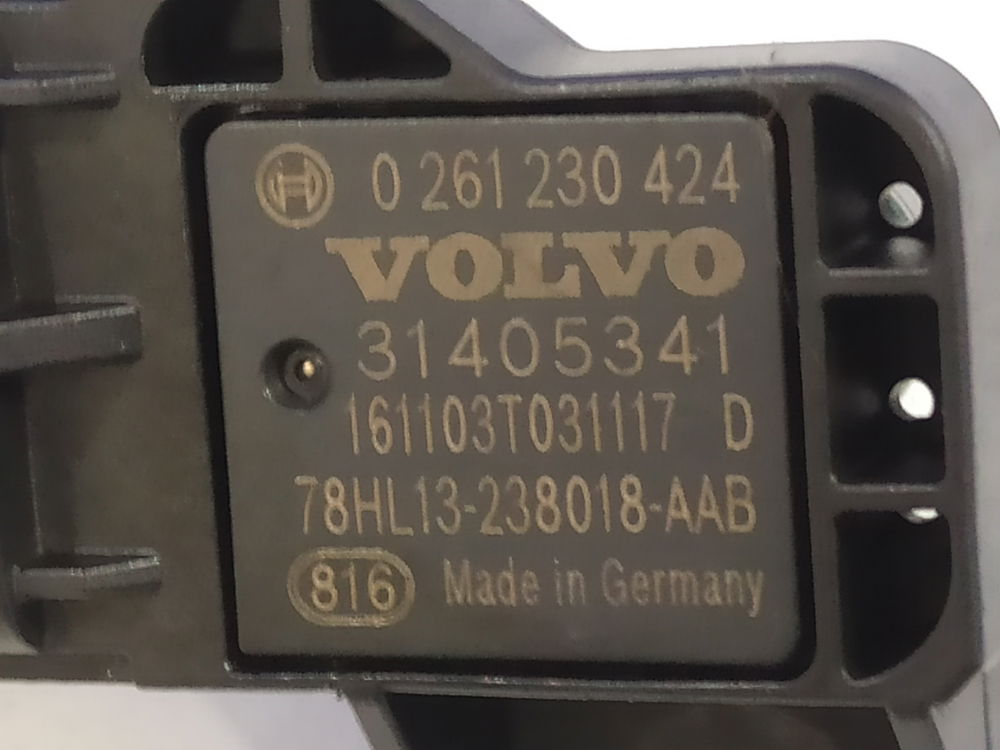 0 261 230 424
VOLVO
31405341
161103T031117 D
78HL13-238018-AAB
816 Made in Germany